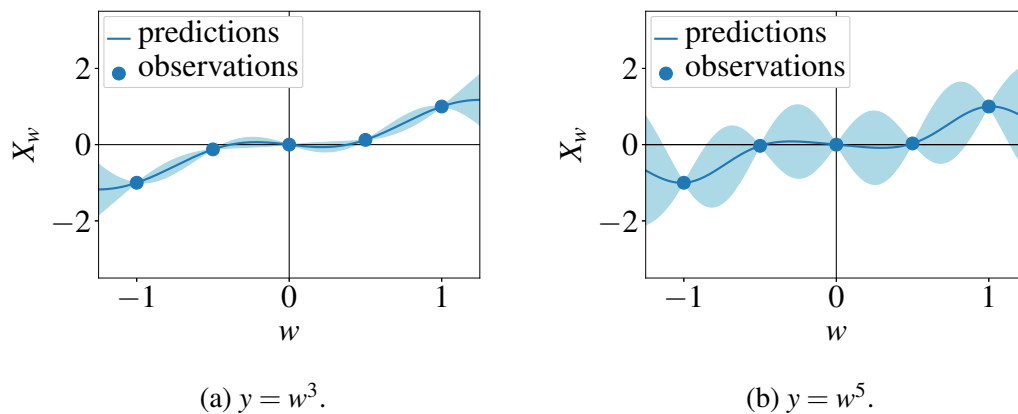 predictions
observations
2
0
−2
X_w
−1
0
1
w
(a) y = w³.
predictions
observations
2
0
−2
X_w
−1
0
1
w
(b) y = w⁵.